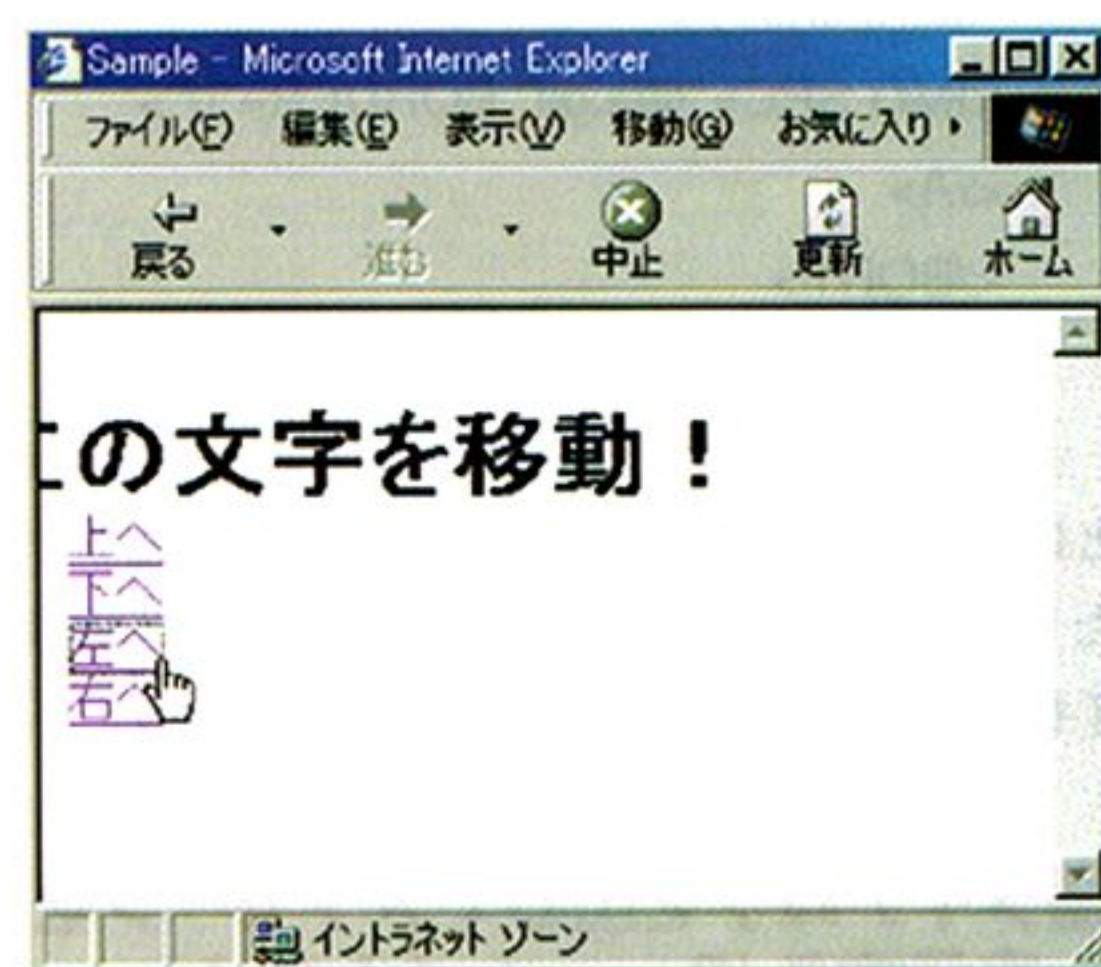 Sample - Microsoft Internet Explorer
ファイル(F) 編集(E) 表示(V) 移動(G) お気に入り
戻る 進む 中止 更新 ホーム
この文字を移動！
上へ
下へ
左へ
右へ
イントラネット ゾーン